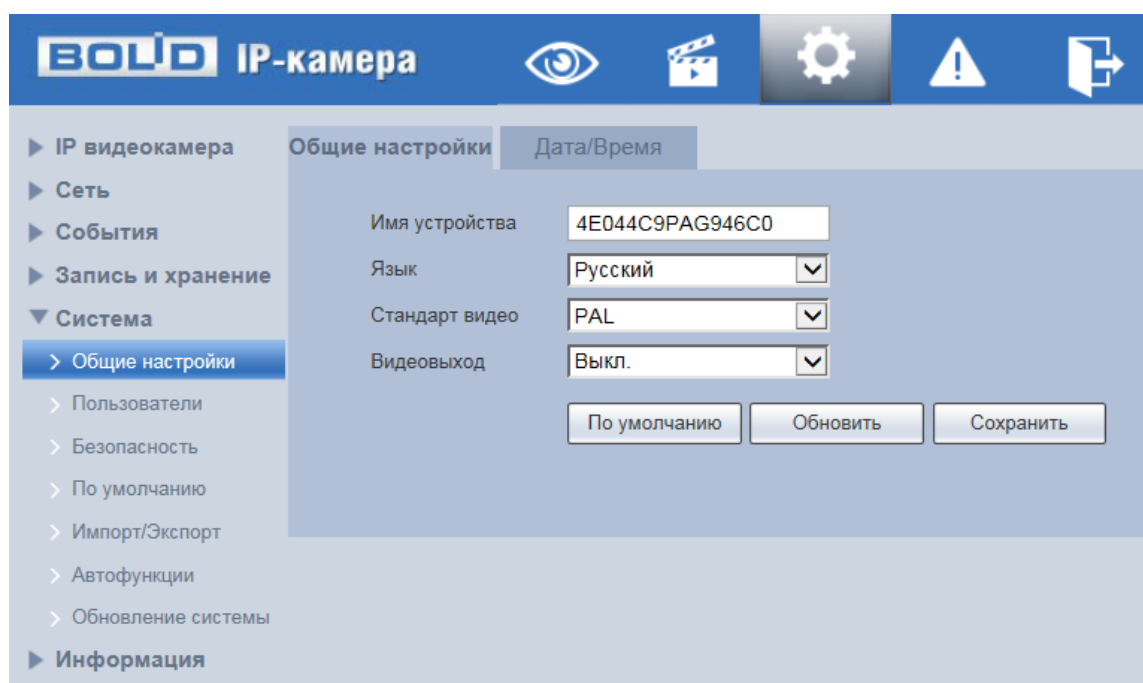 BOLID IP-камера
IP видеокамера
Сеть
События
Запись и хранение
Система
Общие настройки
Пользователи
Безопасность
По умолчанию
Импорт/Экспорт
Автофункции
Обновление системы
Информация
Общие настройки Дата/Время
Имя устройства 4E044C9PAG946C0
Язык Русский
Стандарт видео PAL
Видеовыход Выкл.
По умолчанию Обновить Сохранить